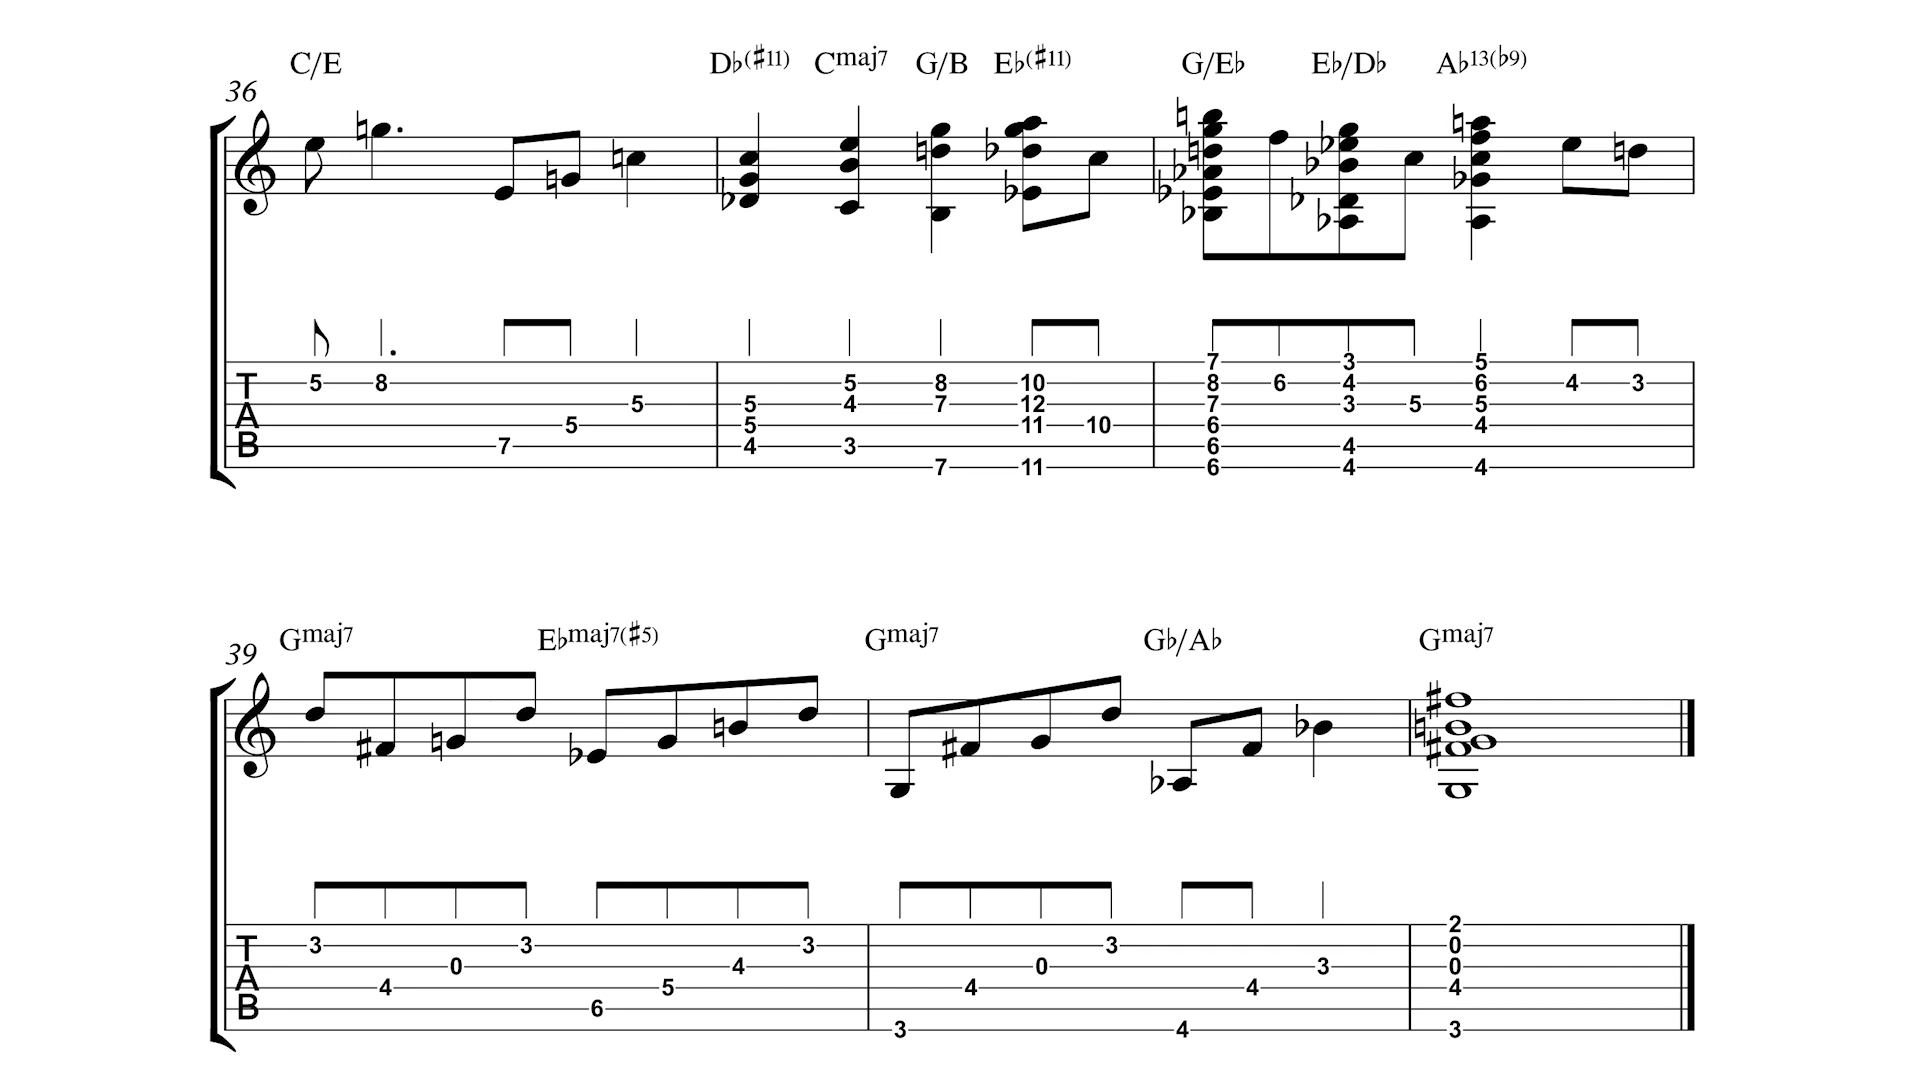 C/E D♭(♯11) Cmaj7 G/B E♭(♯11) G/E♭ E♭/D♭ A♭13(♭9)
36
7 3 5
T 5 8 5 8 10 8 6 4 6 4 3
5 5 4 7 12 7 3 5 5
A 5 5 11 10 6 4
B 7 4 3 6 4
7 11 6 4 4
Gmaj7 E♭maj7(♯5) Gmaj7 G♭/A♭ Gmaj7
39
2
T 3 3 3 3 0
0 4 0 3 0
A 4 5 4 4 4
B 6
3 4 3